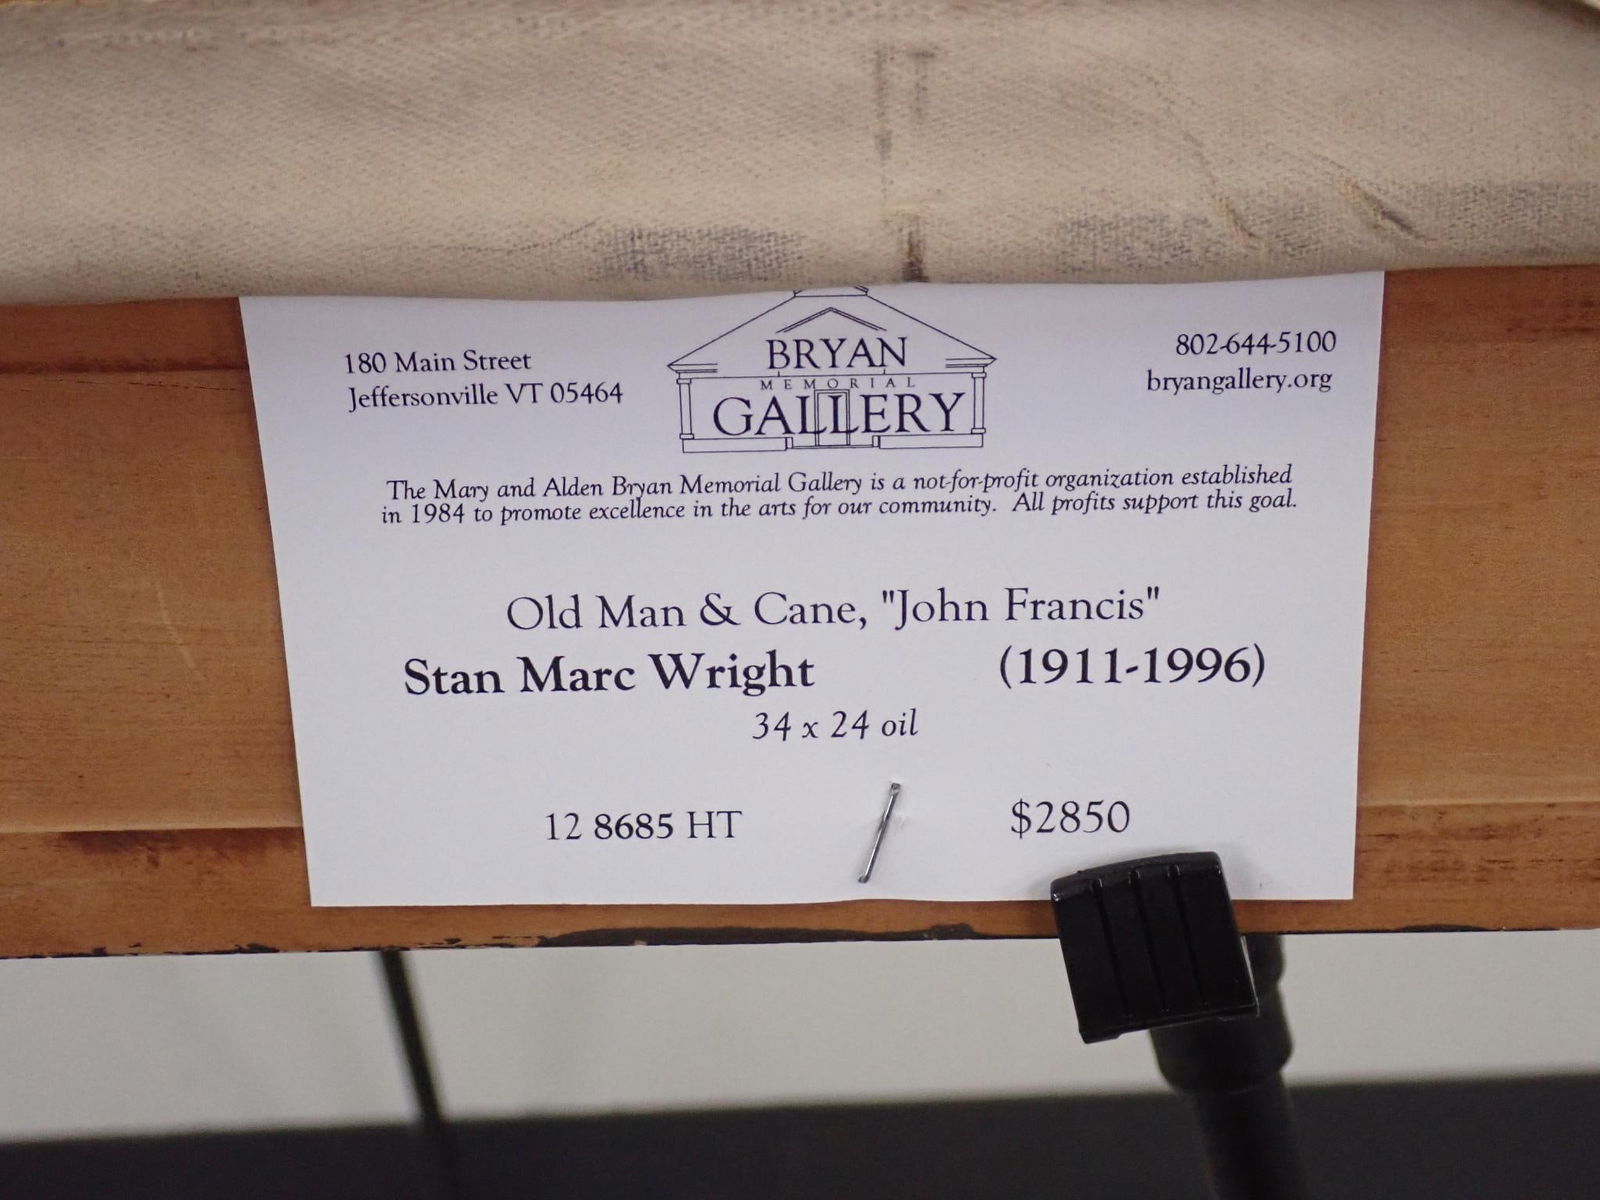 180 Main Street
Jeffersonville VT 05464
BRYAN
MEMORIAL
GALLERY
802-644-5100
bryangallery.org
The Mary and Alden Bryan Memorial Gallery is a not-for-profit organization established
in 1984 to promote excellence in the arts for our community. All profits support this goal.
Old Man & Cane, "John Francis"
Stan Marc Wright (1911-1996)
34 x 24 oil
12 8685 HT $2850